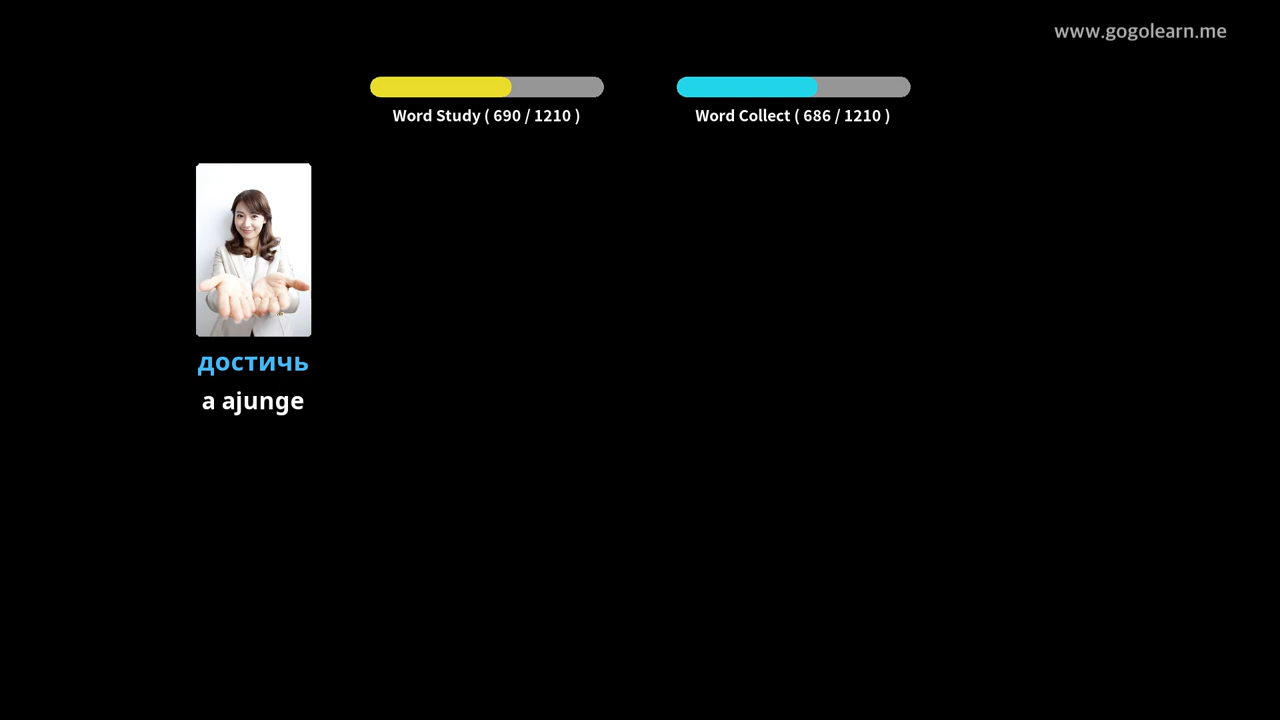 www.gogolearn.me
Word Study ( 690 / 1210 )
Word Collect ( 686 / 1210 )
достичь
a ajunge